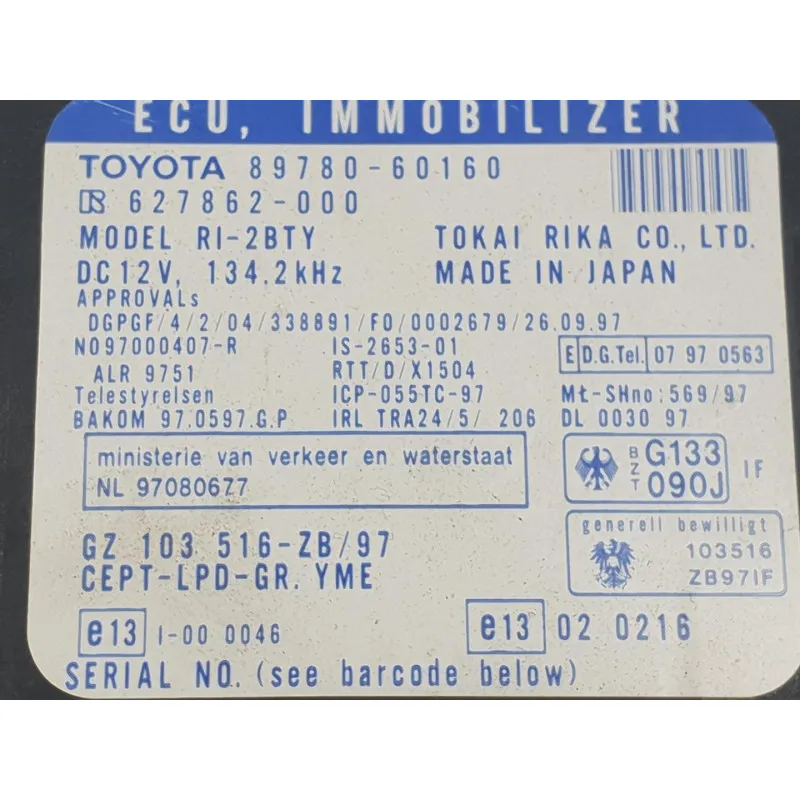 ECU, IMMOBILIZER
TOYOTA 89780-60160
R 627862-000
MODEL RI-2BTY TOKAI RIKA CO., LTD.
DC12V, 134.2kHz MADE IN JAPAN
APPROVALs
DGPGF/4/2/04/338891/F0/0002679/26.09.97
N097000407-R IS-2653-01
ALR 9751 RTT/D/X1504
E D.G.Tel. 07 97 0563
Telestyrelsen ICP-055TC-97 Mt-SHno:569/97
BAKOM 97.0597.G.P IRL TRA24/5/ 206 DL 0030 97
ministerie van verkeer en waterstaat
NL 97080677
BZT G133 090J IF
GZ 103 516-ZB/97
CEPT-LPD-GR. YME
generell bewilligt
103516
ZB97IF
e13 1-00 0046 e13 02 0216
SERIAL NO. (see barcode below)